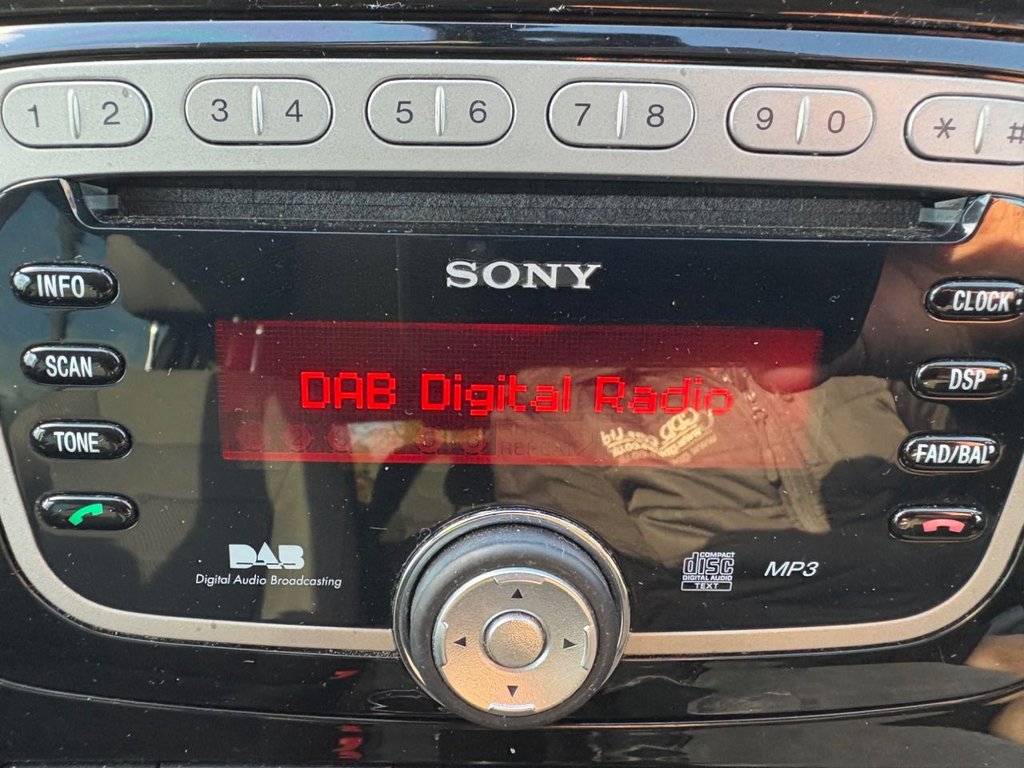 1 2 3 4 5 6 7 8 9 0 * #
SONY
INFO
CLOCK
SCAN
DAB Digital Radio
DSP
TONE
REPEAT
FAD/BAL
DAB
Digital Audio Broadcasting
COMPACT
disc
DIGITAL AUDIO
TEXT
MP3